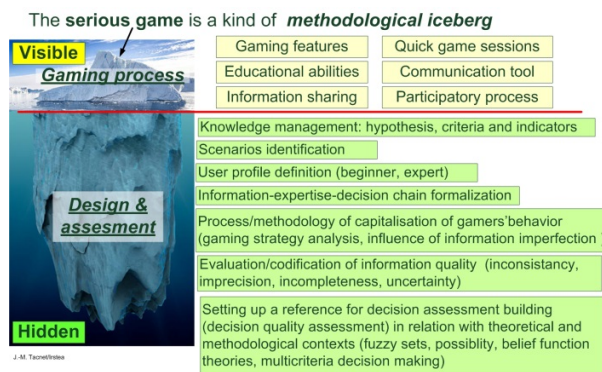 The serious game is a kind of methodological iceberg
Visible
Gaming process
Gaming features
Quick game sessions
Educational abilities
Communication tool
Information sharing
Participatory process
Knowledge management: hypothesis, criteria and indicators
Scenarios identification
User profile definition (beginner, expert)
Information-expertise-decision chain formalization
Design &
assesment
Process/methodology of capitalisation of gamers'behavior
(gaming strategy analysis, influence of information imperfection
Evaluation/codification of information quality (inconsistancy,
imprecision, incompleteness, uncertainty)
Setting up a reference for decision assessment building
(decision quality assessment) in relation with theoretical and
methodological contexts (fuzzy sets, possiblity, belief function
theories, multicriteria decision making)
Hidden
J.-M. Tacnet/Irstea